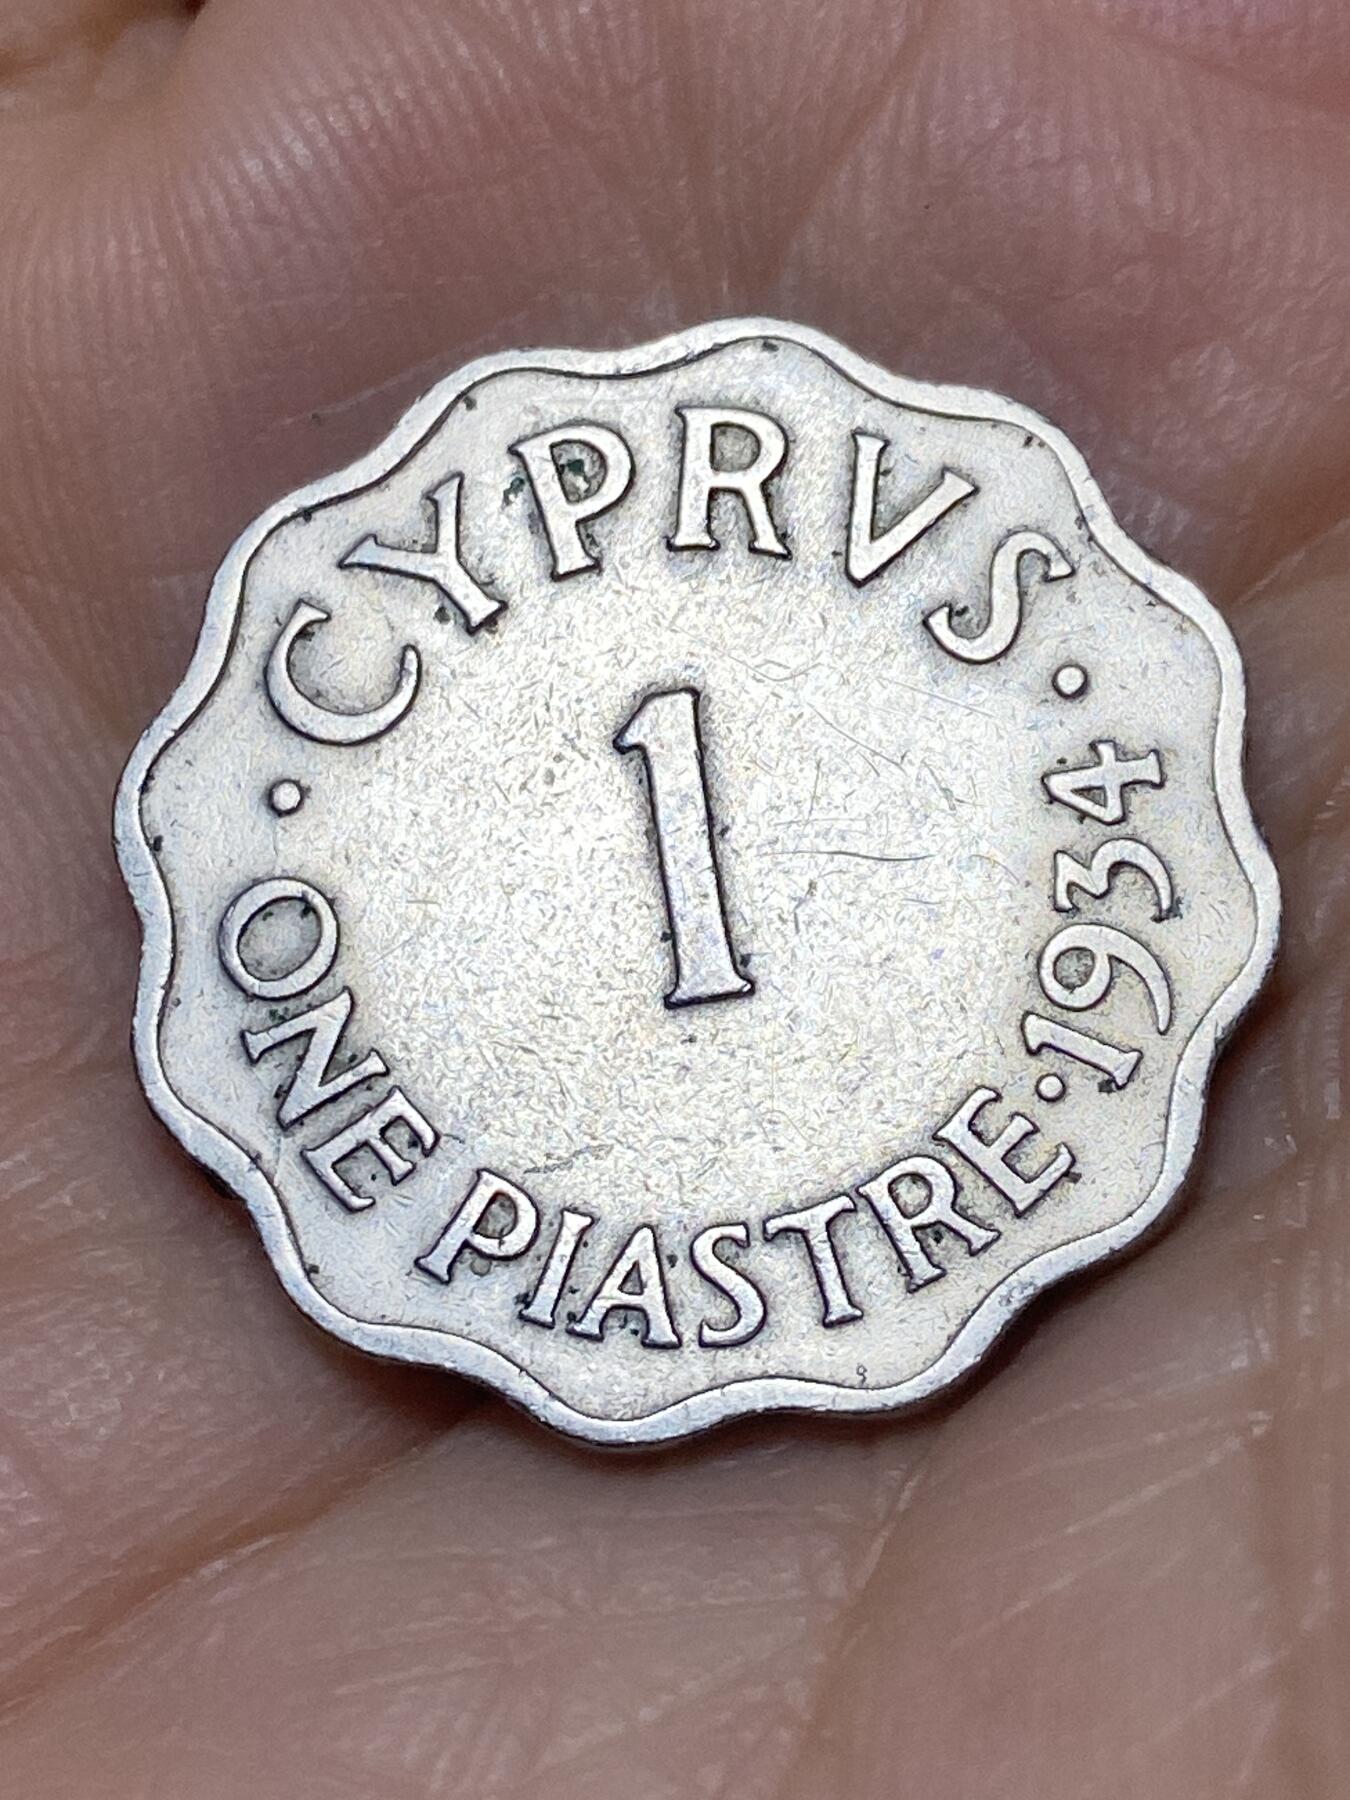 ·CYPRVS·
1
ONE PIASTRE·1934